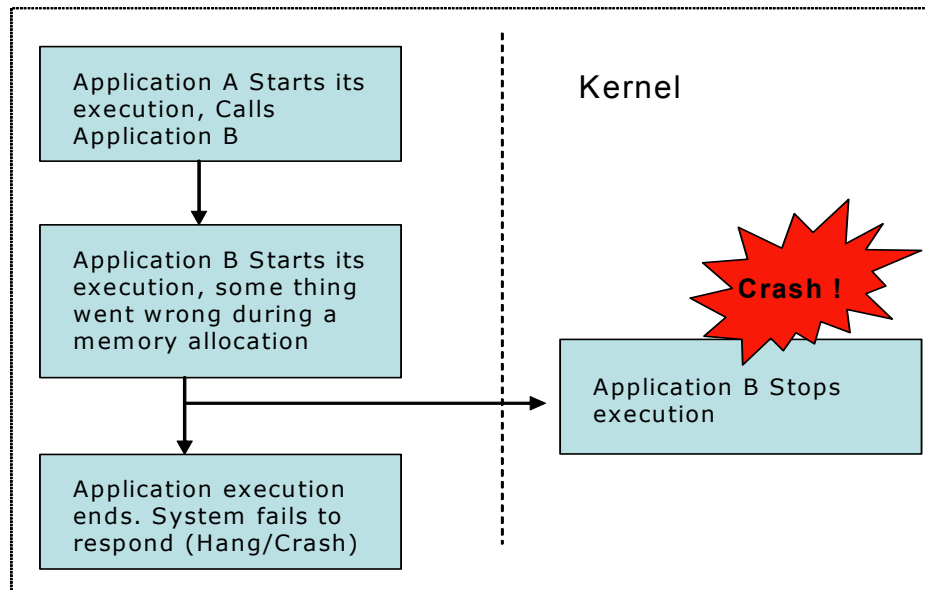 Application A Starts its
execution, Calls
Application B
Kernel
Application B Starts its
execution, some thing
went wrong during a
memory allocation
Crash !
Application B Stops
execution
Application execution
ends. System fails to
respond (Hang/Crash)